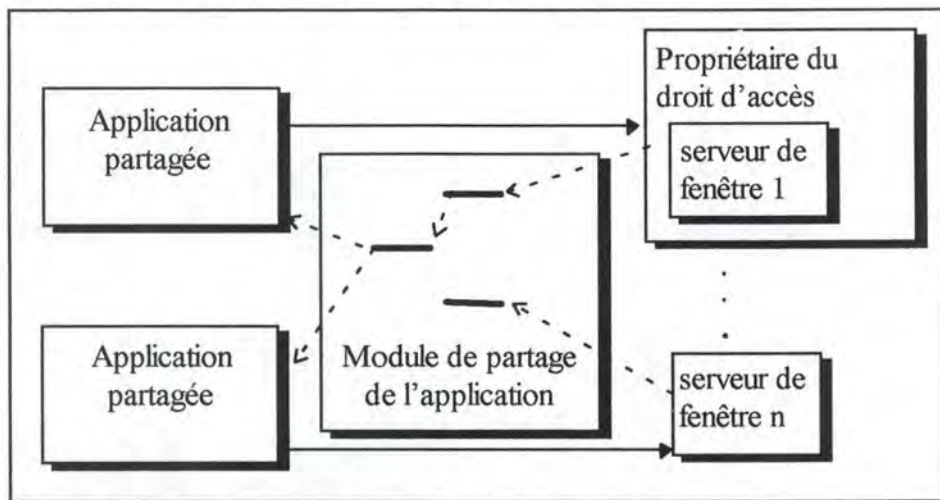 Application
partagée
Propriétaire du
droit d'accès
serveur de
fenêtre 1
Application
partagée
Module de partage
de l'application
serveur de
fenêtre n